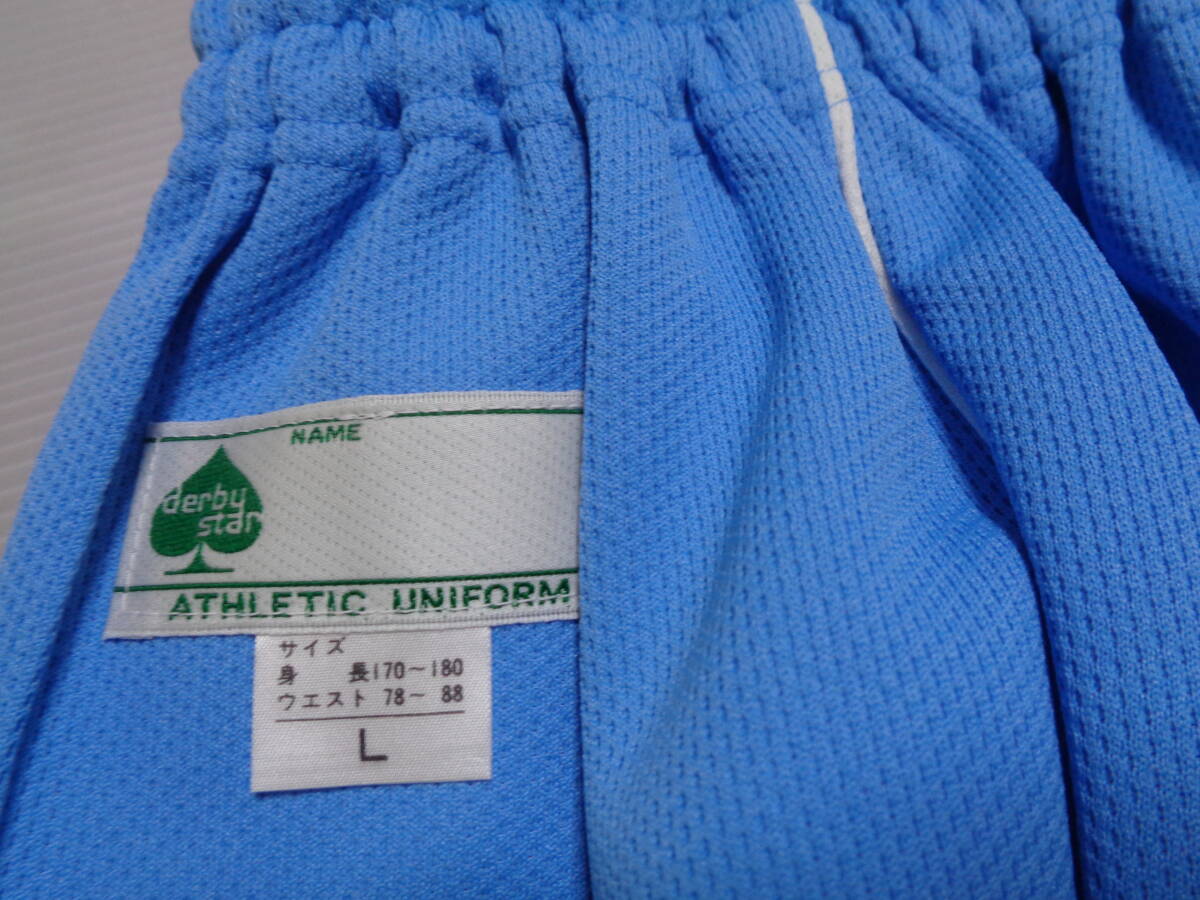 NAME
derby
star
ATHLETIC UNIFORM
サイズ
身 長170~180
ウエスト 78~ 88
L